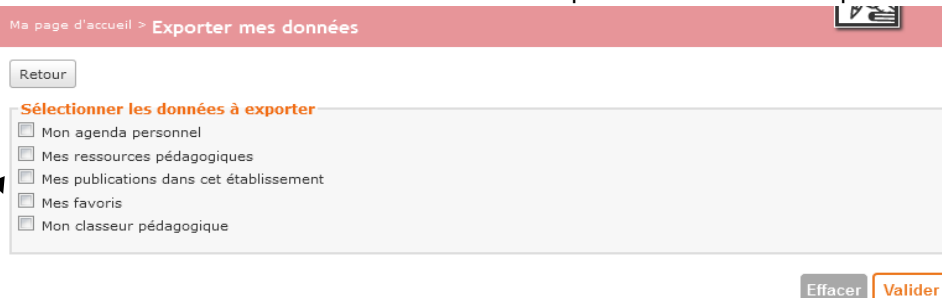 Ma page d'accueil > Exporter mes données
Retour
Sélectionner les données à exporter
Mon agenda personnel
Mes ressources pédagogiques
Mes publications dans cet établissement
Mes favoris
Mon classeur pédagogique
Effacer Valider